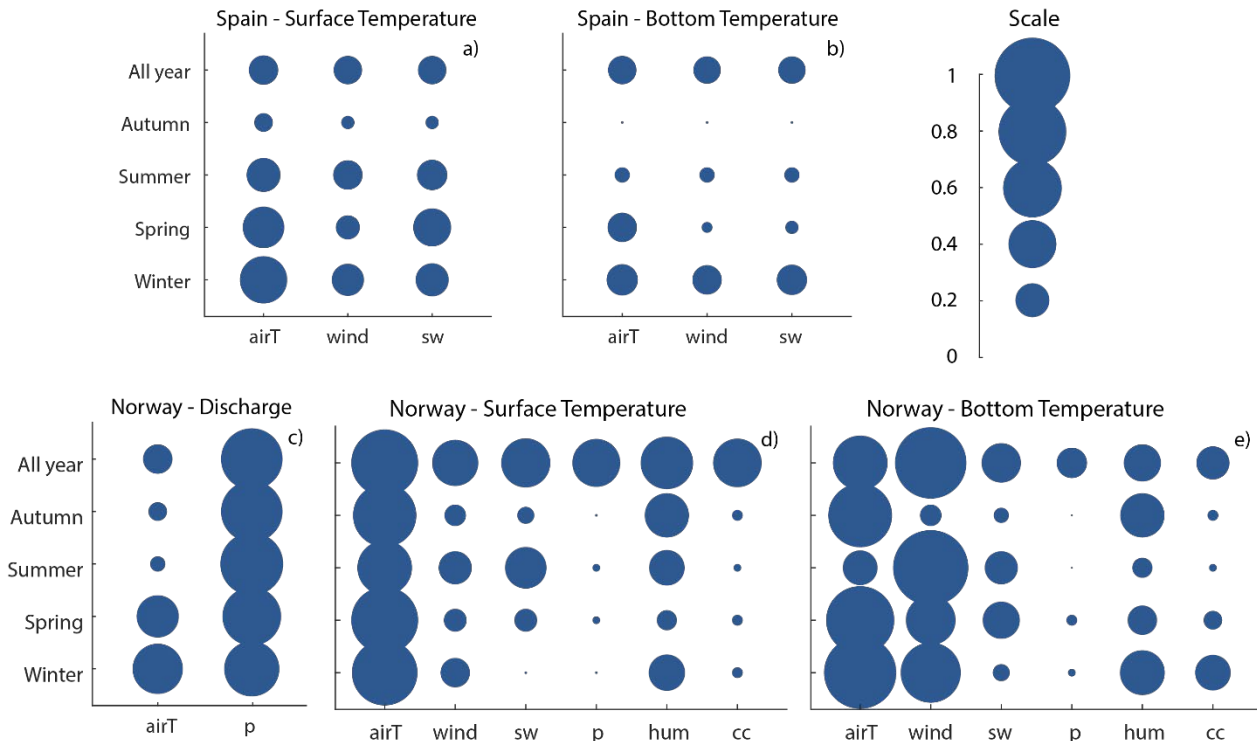 Spain - Surface Temperature
a)
All year
Autumn
Summer
Spring
Winter
airT wind sw
Spain - Bottom Temperature
b)
airT wind sw
Scale
1
0.8
0.6
0.4
0.2
0
Norway - Discharge
c)
All year
Autumn
Summer
Spring
Winter
airT p
Norway - Surface Temperature
d)
airT wind sw p hum cc
Norway - Bottom Temperature
e)
airT wind sw p hum cc